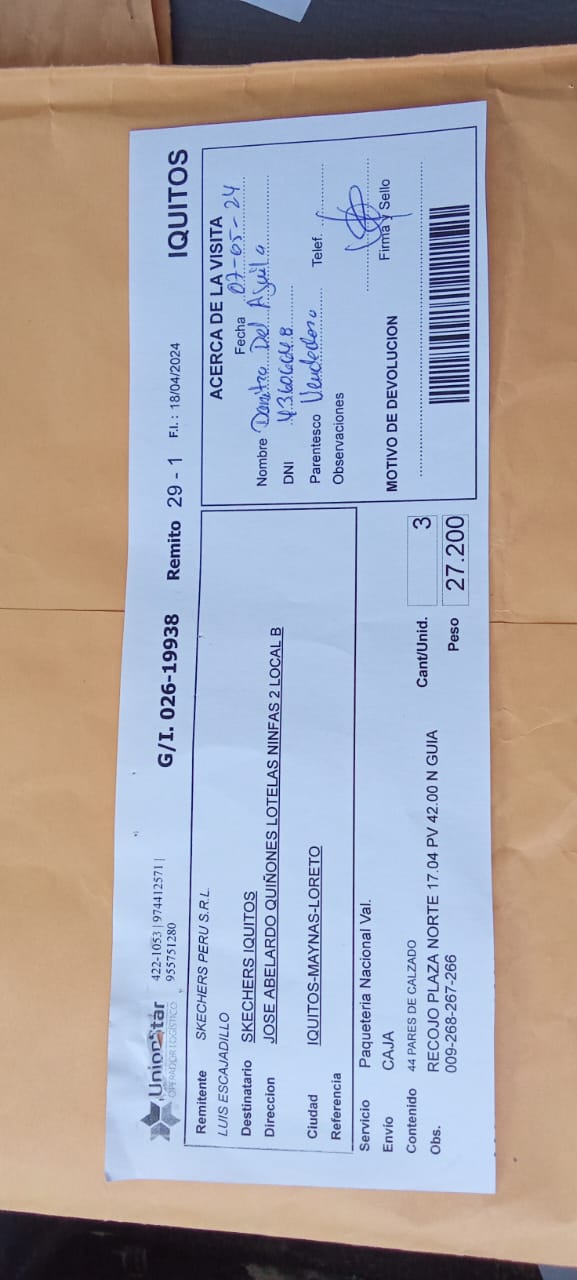 UnionStar
OPERADOR LOGÍSTICO
422-1053 | 974412571 |
955751280
G/I. 026-19938
Remito 29 - 1
F.I. : 18/04/2024
IQUITOS
Remitente SKECHERS PERU S.R.L.
LUIS ESCAJADILLO
Destinatario SKECHERS IQUITOS
Direccion JOSE ABELARDO QUIÑONES LOTELAS NINFAS 2 LOCAL B
Ciudad IQUITOS-MAYNAS-LORETO
Referencia
Servicio Paqueteria Nacional Val.
Envio CAJA
Contenido 44 PARES DE CALZADO
Obs. RECOJO PLAZA NORTE 17.04 PV 42.00 N GUIA
009-268-267-266
Cant/Unid. 3
Peso 27.200
ACERCA DE LA VISITA
Fecha 07-05-24
Nombre Del Aguila
DNI
Parentesco Vendedora Telef.
Observaciones
Firma y Sello
MOTIVO DE DEVOLUCION